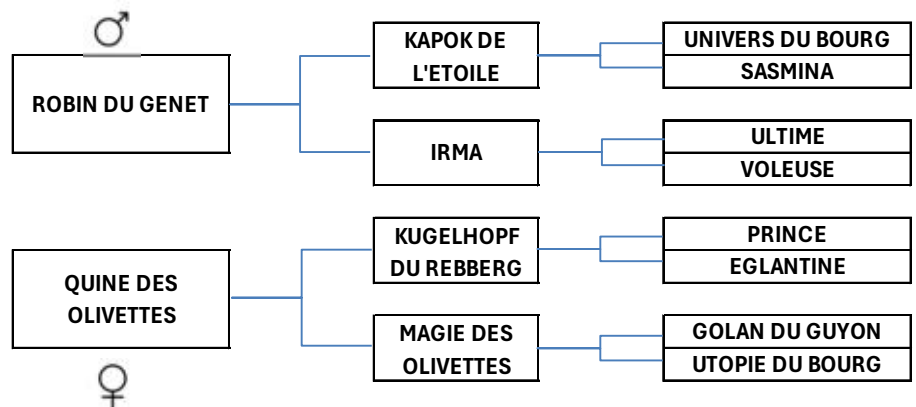 KAPOK DE
L'ETOILE
UNIVERS DU BOURG
SASMINA
ROBIN DU GENET
IRMA
ULTIME
VOLEUSE
KUGELHOPF
DU REBBERG
PRINCE
EGLANTINE
QUINE DES
OLIVETTES
MAGIE DES
OLIVETTES
GOLAN DU GUYON
UTOPIE DU BOURG